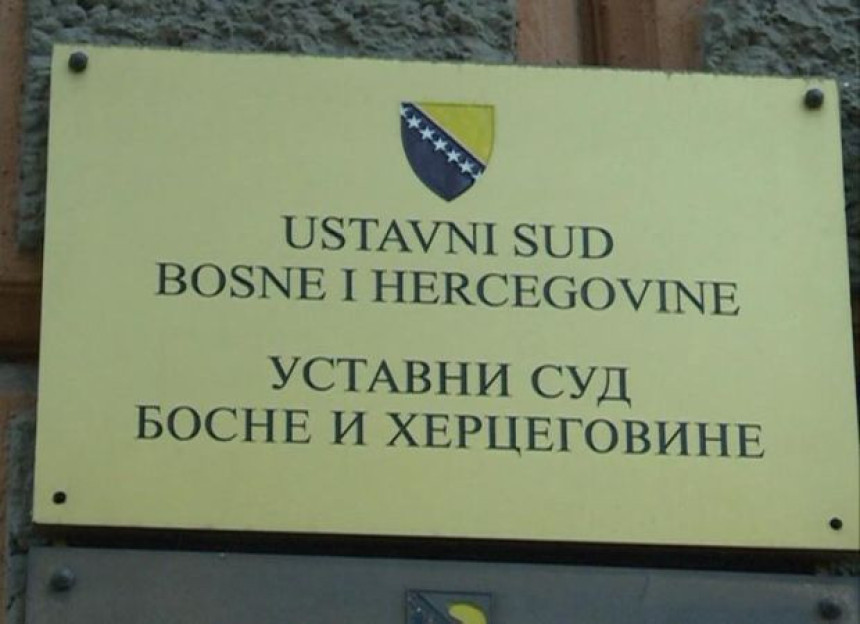 USTAVNI SUD
BOSNE I HERCEGOVINE
УСТАВНИ СУД
БОСНЕ И ХЕРЦЕГОВИНЕ